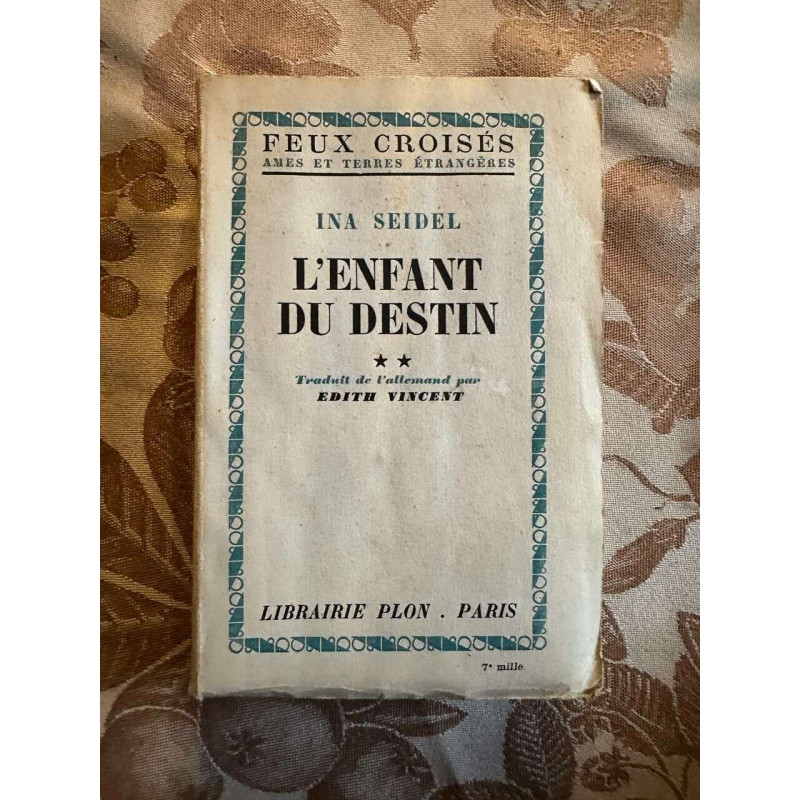 FEUX CROISÉS
AMES ET TERRES ÉTRANGÈRES
INA SEIDEL
L'ENFANT
DU DESTIN
★ ★
Traduit de l'allemand par
EDITH VINCENT
LIBRAIRIE PLON . PARIS
7e mille